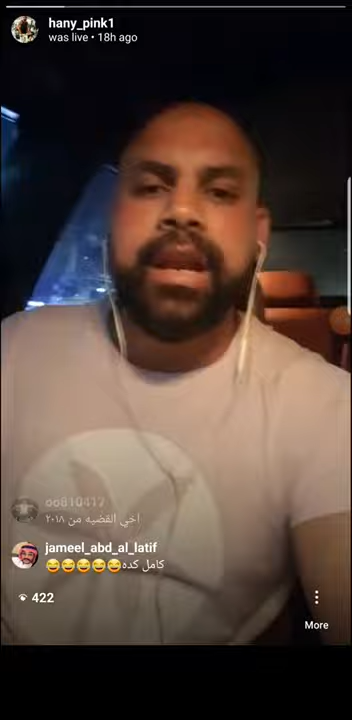 hany_pink1
was live • 18h ago
oo810417
اخي القضيه من ٢٠١٨
jameel_abd_al_latif
كامل كده😂😂😂😂😂
422
More